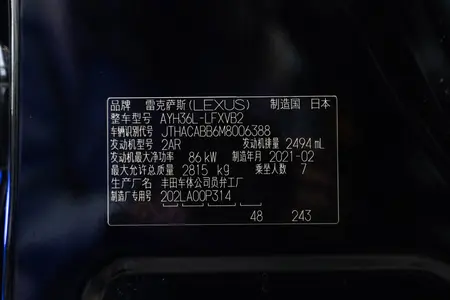 品牌 雷克萨斯(LEXUS) 制造国 日本
整车型号 AYH36L-LFXVB2
车辆识别代号 JTHACABB6M8006388
发动机型号 2AR 发动机排量 2494 mL
发动机最大净功率 86 kW 制造年月 2021-02
最大允许总质量 2815 kg 乘坐人数 7
生产厂名 丰田车体公司员弁工厂
制造厂专用号 202LA00P314
48 243